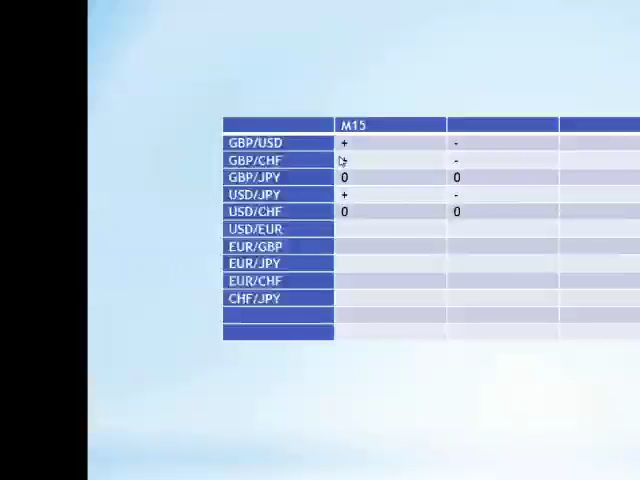 M15
GBP/USD + -
GBP/CHF -
GBP/JPY 0 0
USD/JPY + -
USD/CHF 0 0
USD/EUR
EUR/GBP
EUR/JPY
EUR/CHF
CHF/JPY